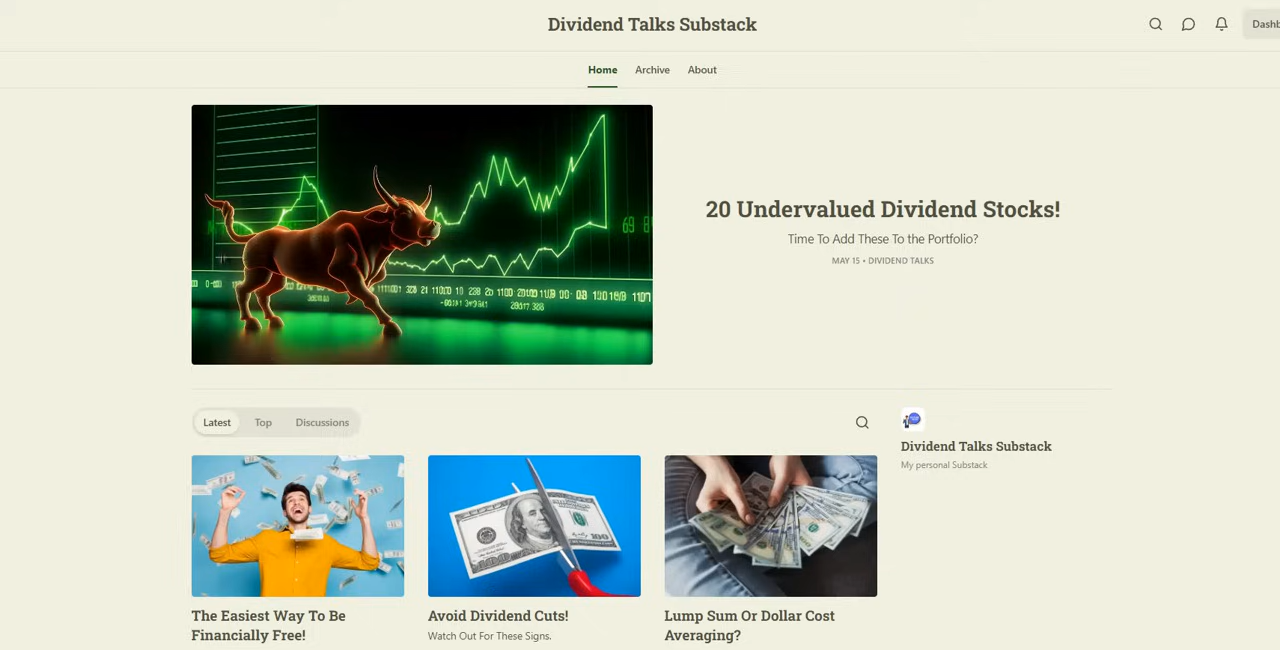 Dividend Talks Substack
Dashb
Home Archive About
20 Undervalued Dividend Stocks!
Time To Add These To the Portfolio?
MAY 15 • DIVIDEND TALKS
Latest Top Discussions
Dividend Talks Substack
My personal Substack
100
The Easiest Way To Be
Financially Free!
Avoid Dividend Cuts!
Watch Out For These Signs.
Lump Sum Or Dollar Cost
Averaging?